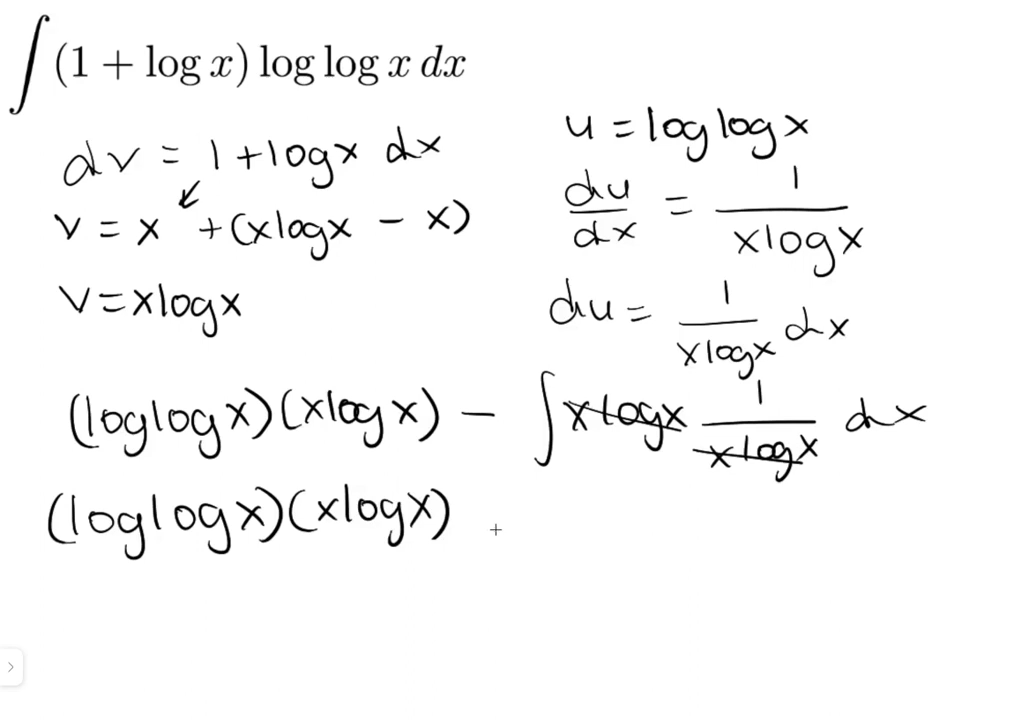 ∫ (1 + log x) log log x dx
dv = 1 + log x dx
v = x + (x log x - x)
v = x log x
u = log log x
du/dx = 1/(x log x)
du = 1/(x log x) dx
(log log x)(x log x) - ∫ x log x 1/(x log x) dx
(log log x)(x log x)